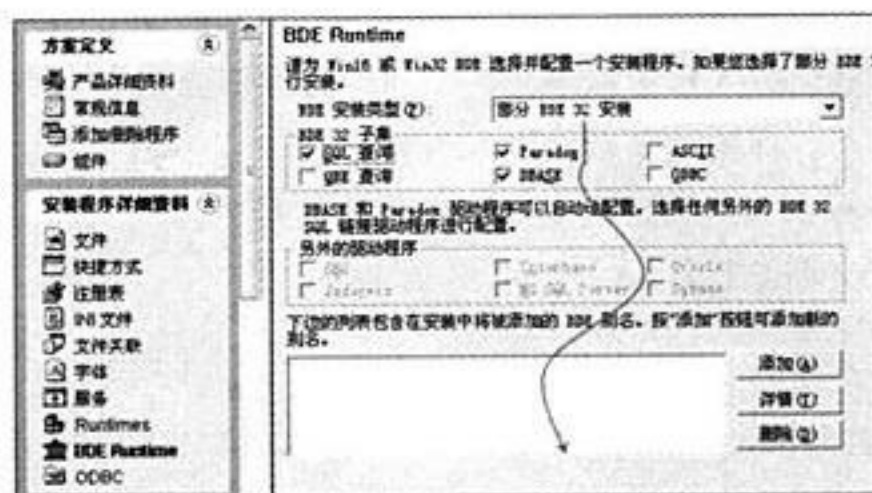 方案定义
产品详细资料
常规信息
添加删除程序
组件
安装程序详细资料
文件
快捷方式
注册表
INI 文件
文件关联
字体
服务
Runtimes
BDE Runtime
ODBC
BDE Runtime
请为 Win16 或 Win32 BDE 选择并配置一个安装程序。如果您选择了部分 BDE
行安装。
BDE 安装类型
部分 BDE 32 安装
BDE 32 子集
SQL 查询
Paradox
ASCII
QBE 查询
DBASE
ODBC
DBASE 和 Paradox 驱动程序可以自动地配置。选择任何另外的 BDE 32
SQL 链接驱动程序进行配置。
另外的驱动程序
Interbase
Oracle
Informix
MS SQL Server
Sybase
下边的列表包含在安装中将被添加的 BDE 别名。按“添加”按钮可添加新的
别名。
添加(A)
详情(T)
删除(D)